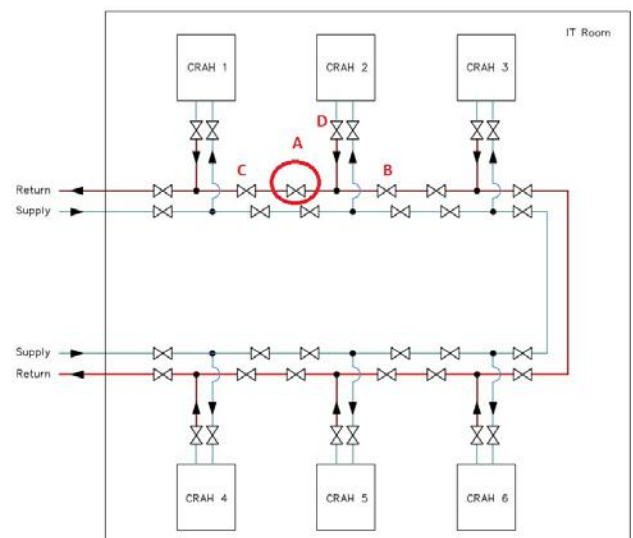 IT Room
CRAH 1
CRAH 2
CRAH 3
D
A
C
B
Return
Supply
Supply
Return
CRAH 4
CRAH 5
CRAH 6